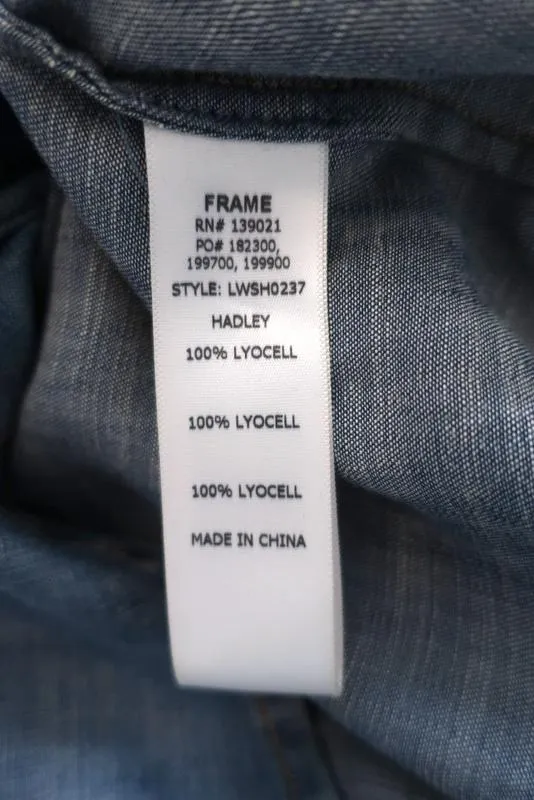 FRAME
RN# 139021
PO# 182300,
199700, 199900
STYLE: LWSH0237
HADLEY
100% LYOCELL
100% LYOCELL
100% LYOCELL
MADE IN CHINA